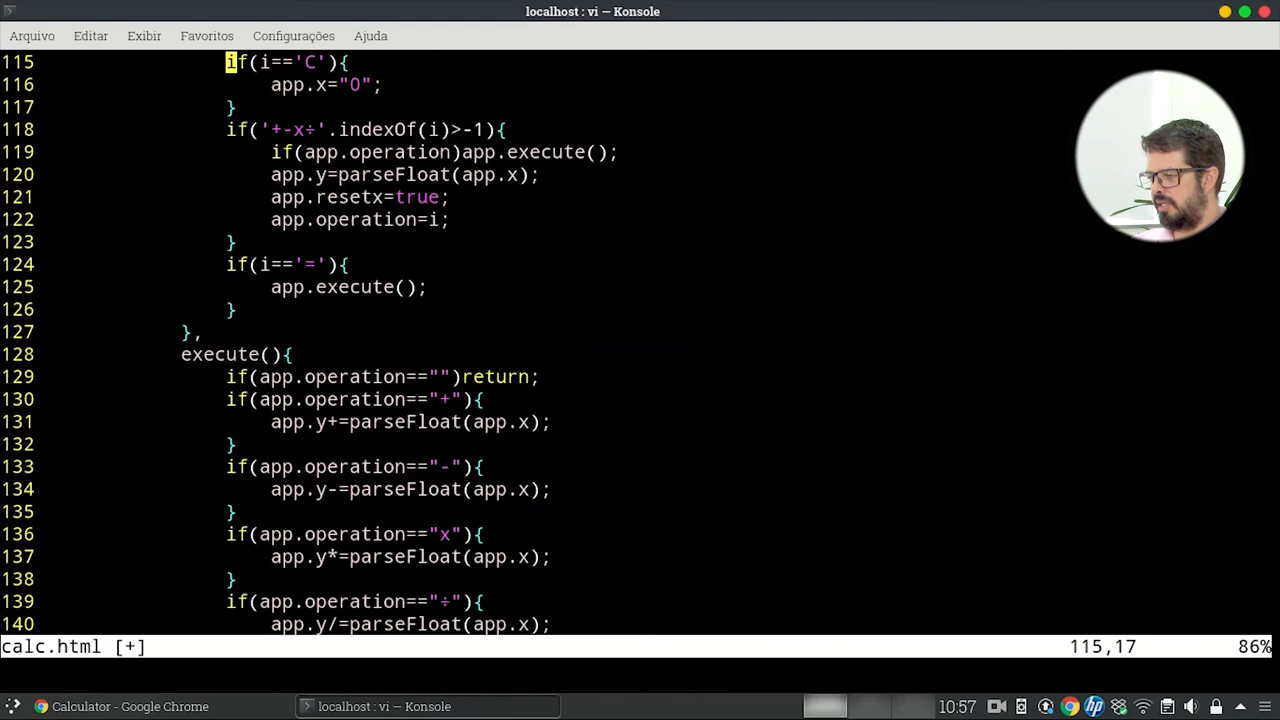 localhost : vi — Konsole
Arquivo Editar Exibir Favoritos Configurações Ajuda
115 if(i=='C'){
116 app.x="0";
117 }
118 if('+-x÷'.indexOf(i)>-1){
119 if(app.operation)app.execute();
120 app.y=parseFloat(app.x);
121 app.resetx=true;
122 app.operation=i;
123 }
124 if(i=='='){
125 app.execute();
126 }
127 },
128 execute(){
129 if(app.operation=="")return;
130 if(app.operation=="+"){
131 app.y+=parseFloat(app.x);
132 }
133 if(app.operation=="-"){
134 app.y-=parseFloat(app.x);
135 }
136 if(app.operation=="x"){
137 app.y*=parseFloat(app.x);
138 }
139 if(app.operation=="÷"){
140 app.y/=parseFloat(app.x);
calc.html [+] 115,17 86%
Calculator - Google Chrome localhost : vi — Konsole 10:57 hp